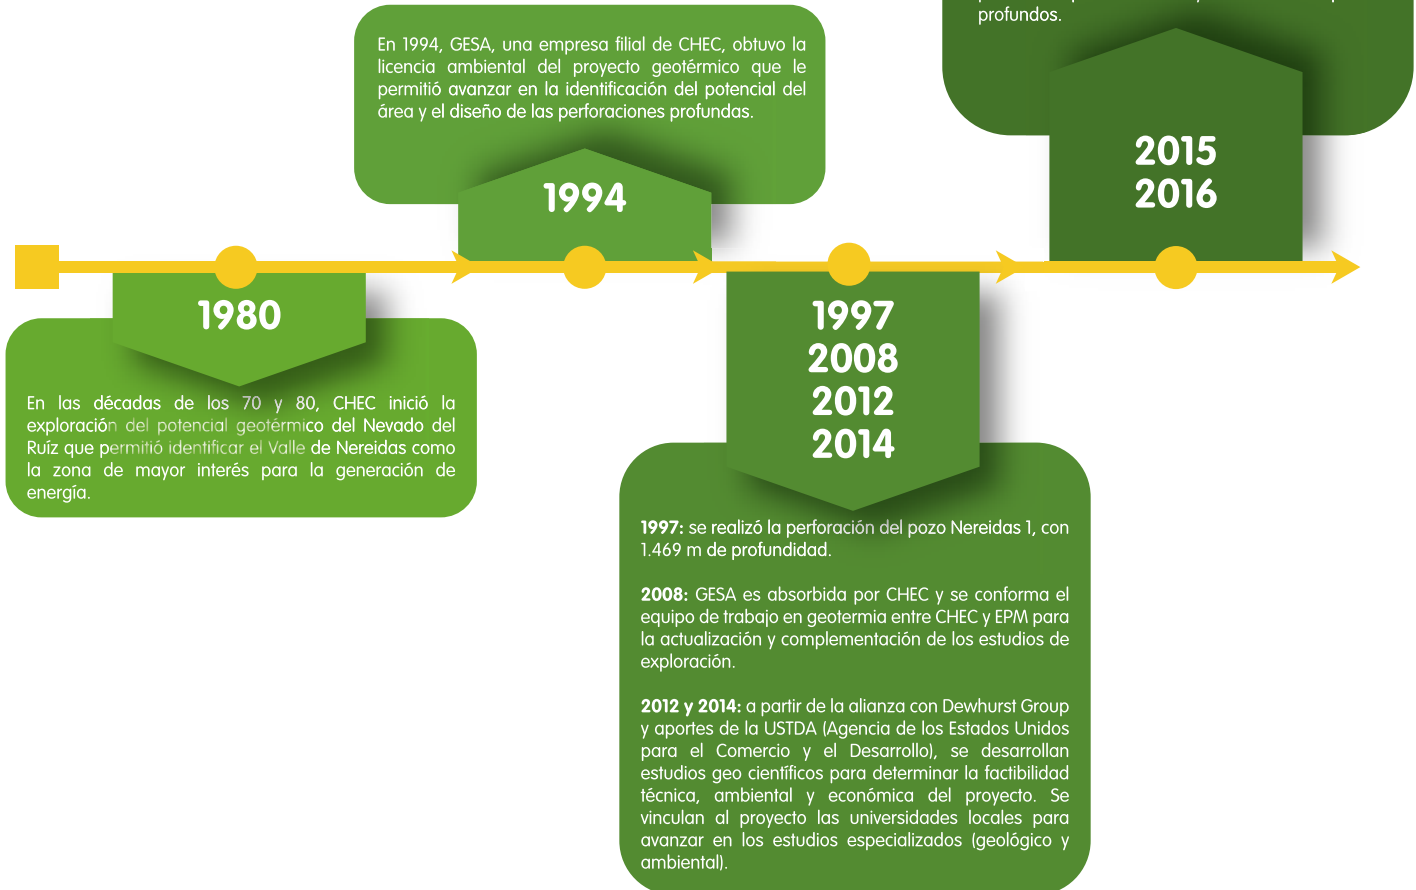 profundos.
En 1994, GESA, una empresa filial de CHEC, obtuvo la
licencia ambiental del proyecto geotérmico que le
permitió avanzar en la identificación del potencial del
área y el diseño de las perforaciones profundas.
1994
2015
2016
1980
En las décadas de los 70 y 80, CHEC inició la
exploración del potencial geotérmico del Nevado del
Ruíz que permitió identificar el Valle de Nereidas como
la zona de mayor interés para la generación de
energía.
1997
2008
2012
2014
1997: se realizó la perforación del pozo Nereidas 1, con
1.469 m de profundidad.
2008: GESA es absorbida por CHEC y se conforma el
equipo de trabajo en geotermia entre CHEC y EPM para
la actualización y complementación de los estudios de
exploración.
2012 y 2014: a partir de la alianza con Dewhurst Group
y aportes de la USTDA (Agencia de los Estados Unidos
para el Comercio y el Desarrollo), se desarrollan
estudios geo científicos para determinar la factibilidad
técnica, ambiental y económica del proyecto. Se
vinculan al proyecto las universidades locales para
avanzar en los estudios especializados (geológico y
ambiental).